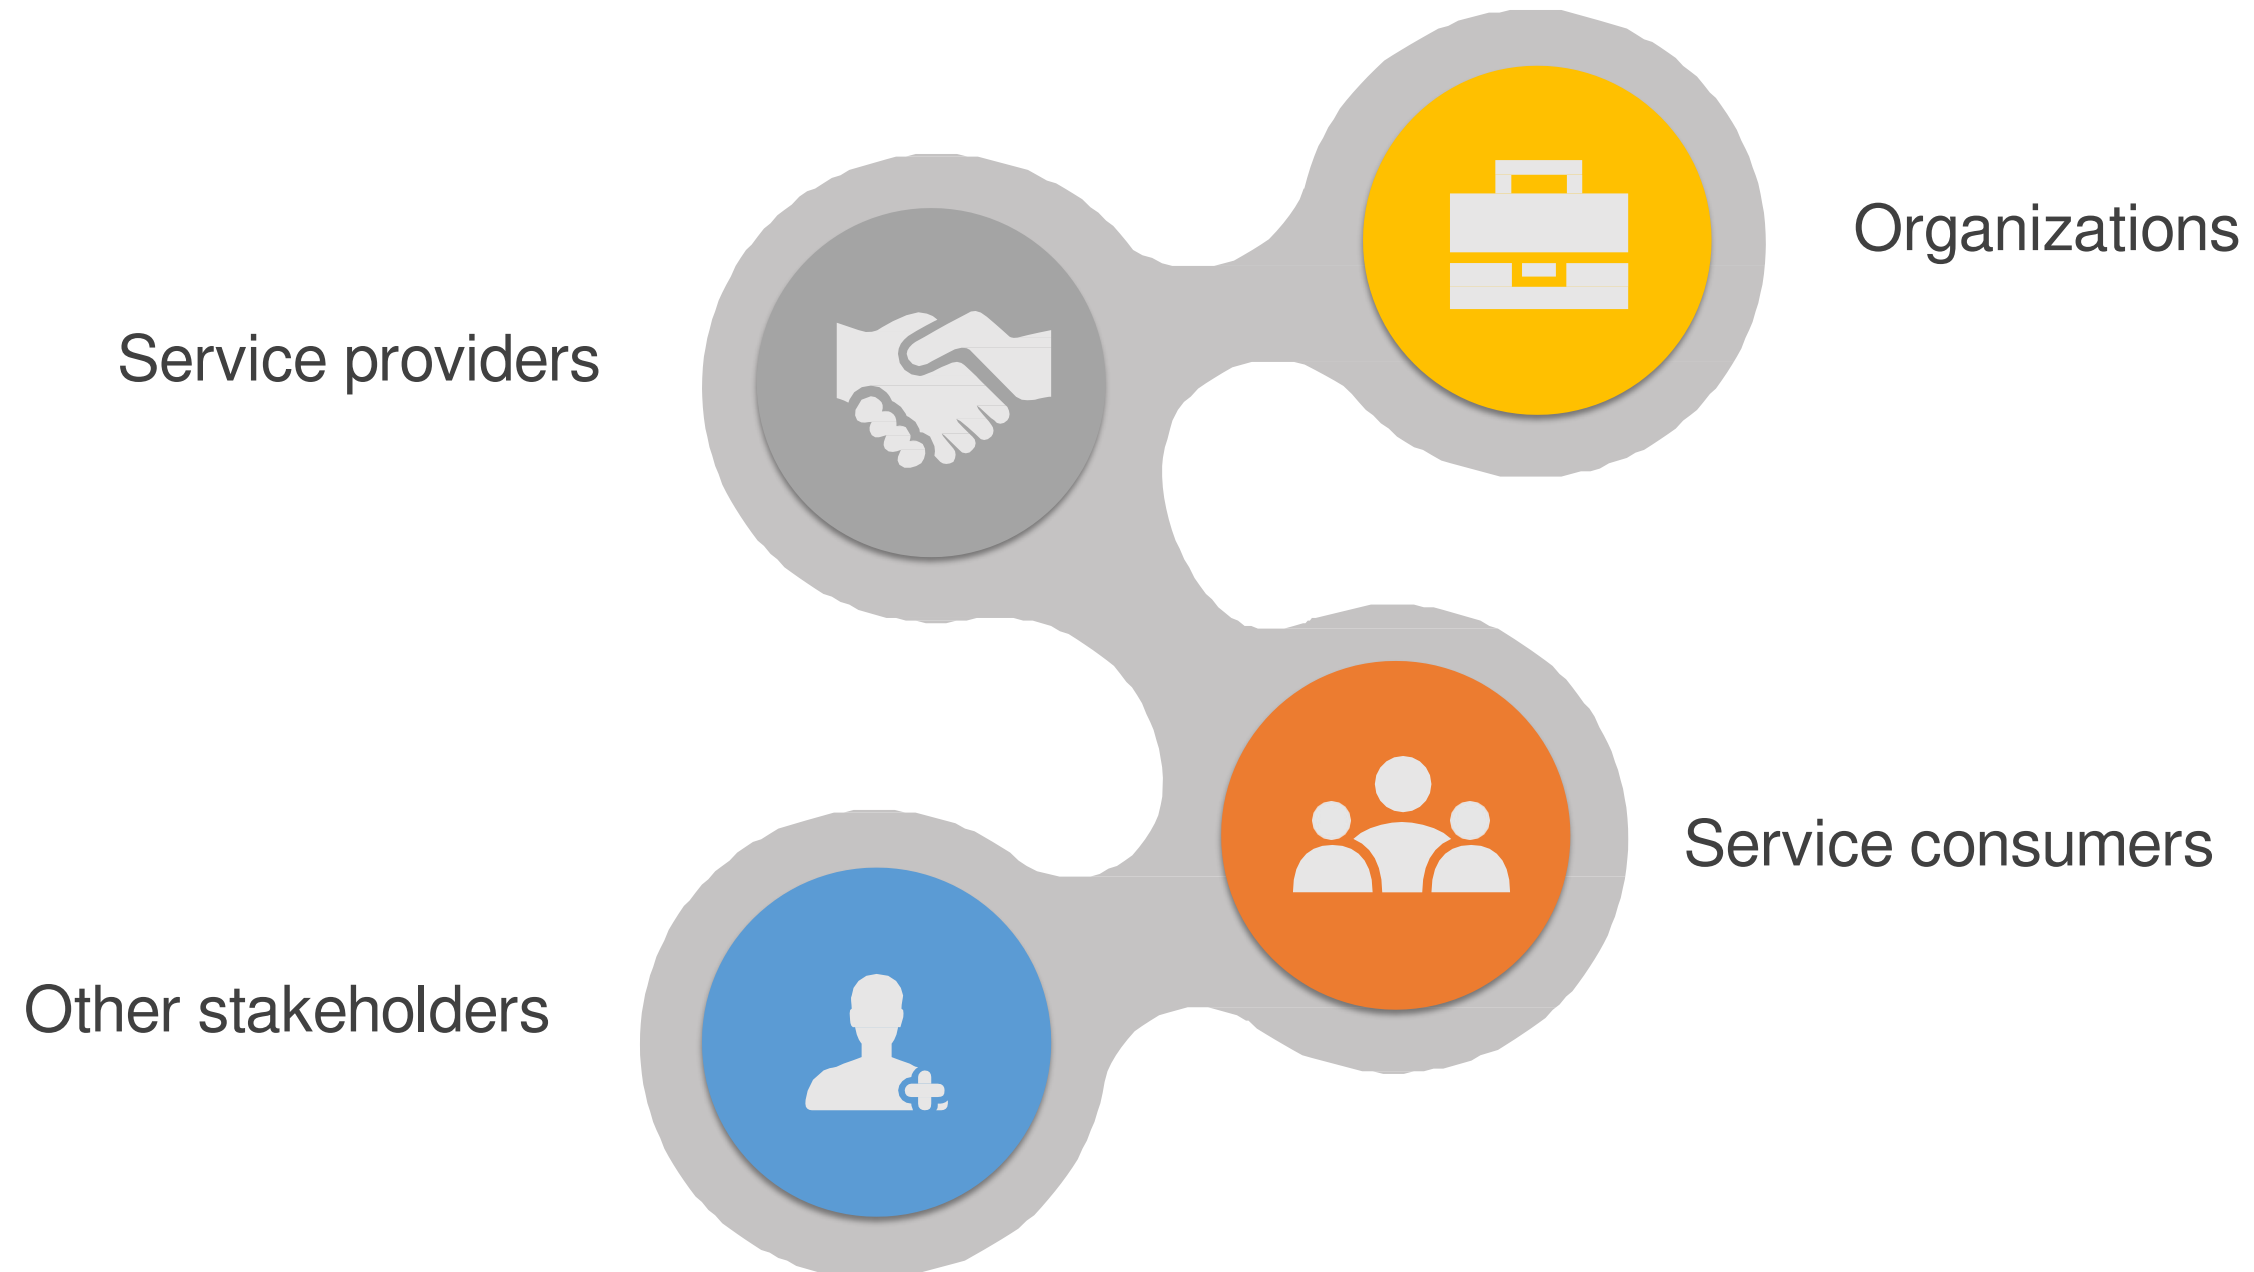 Organizations
Service providers
Service consumers
Other stakeholders